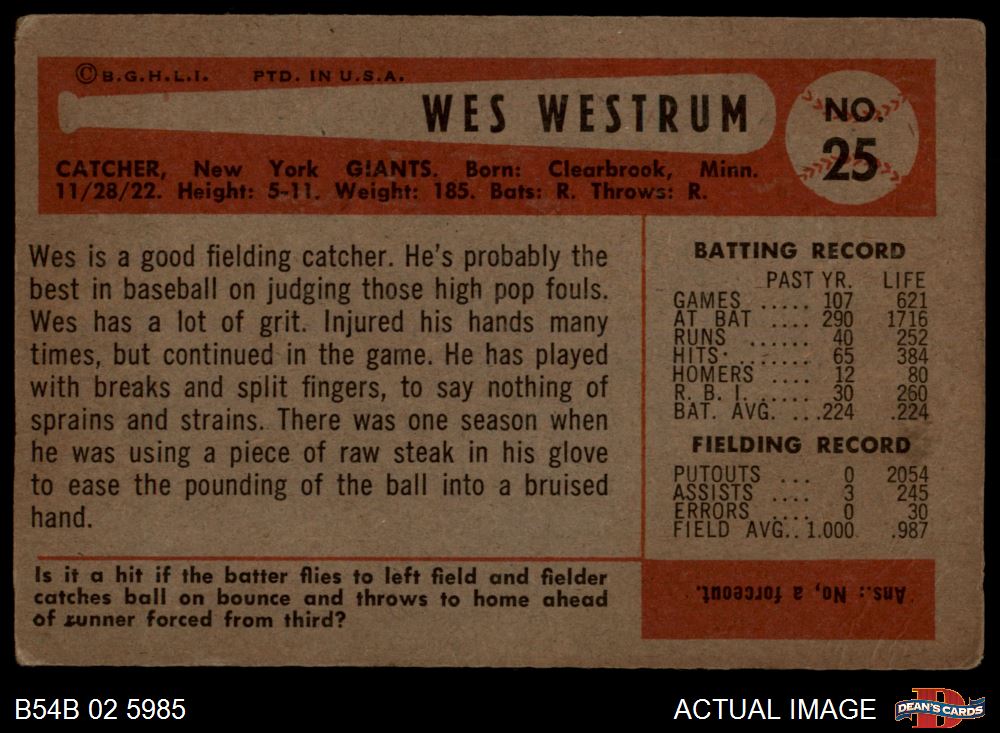 ©B.G.H.L.I. PTD. IN U.S.A.
WES WESTRUM
NO.
25
CATCHER, New York GIANTS. Born: Clearbrook, Minn.
11/28/22. Height: 5-11. Weight: 185. Bats: R. Throws: R.
Wes is a good fielding catcher. He's probably the
best in baseball on judging those high pop fouls.
Wes has a lot of grit. Injured his hands many
times, but continued in the game. He has played
with breaks and split fingers, to say nothing of
sprains and strains. There was one season when
he was using a piece of raw steak in his glove
to ease the pounding of the ball into a bruised
hand.
BATTING RECORD
PAST YR. LIFE
GAMES ..... 107 621
AT BAT .... 290 1716
RUNS ...... 40 252
HITS ....... 65 384
HOMERS .... 12 80
R. B. I. ..... 30 260
BAT. AVG. ...224 .224
FIELDING RECORD
PUTOUTS ... 0 2054
ASSISTS .... 3 245
ERRORS .... 0 30
FIELD AVG.. 1.000 .987
Is it a hit if the batter flies to left field and fielder
catches ball on bounce and throws to home ahead
of runner forced from third?
Ans.: No, a forceout.
B54B 02 5985
ACTUAL IMAGE
DEAN'S CARDS